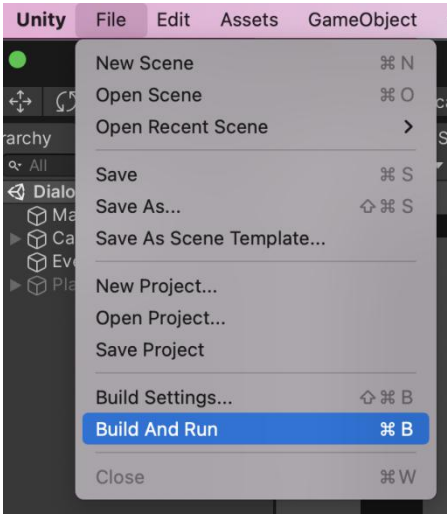 Unity File Edit Assets GameObject
New Scene ⌘ N
Open Scene ⌘ O
Open Recent Scene >
rarchy
All
Save ⌘ S
Dialo
Save As... ⇧ ⌘ S
Ma
Save As Scene Template...
Ca
Eve
New Project...
Pla
Open Project...
Save Project
Build Settings... ⇧ ⌘ B
Build And Run ⌘ B
Close ⌘ W